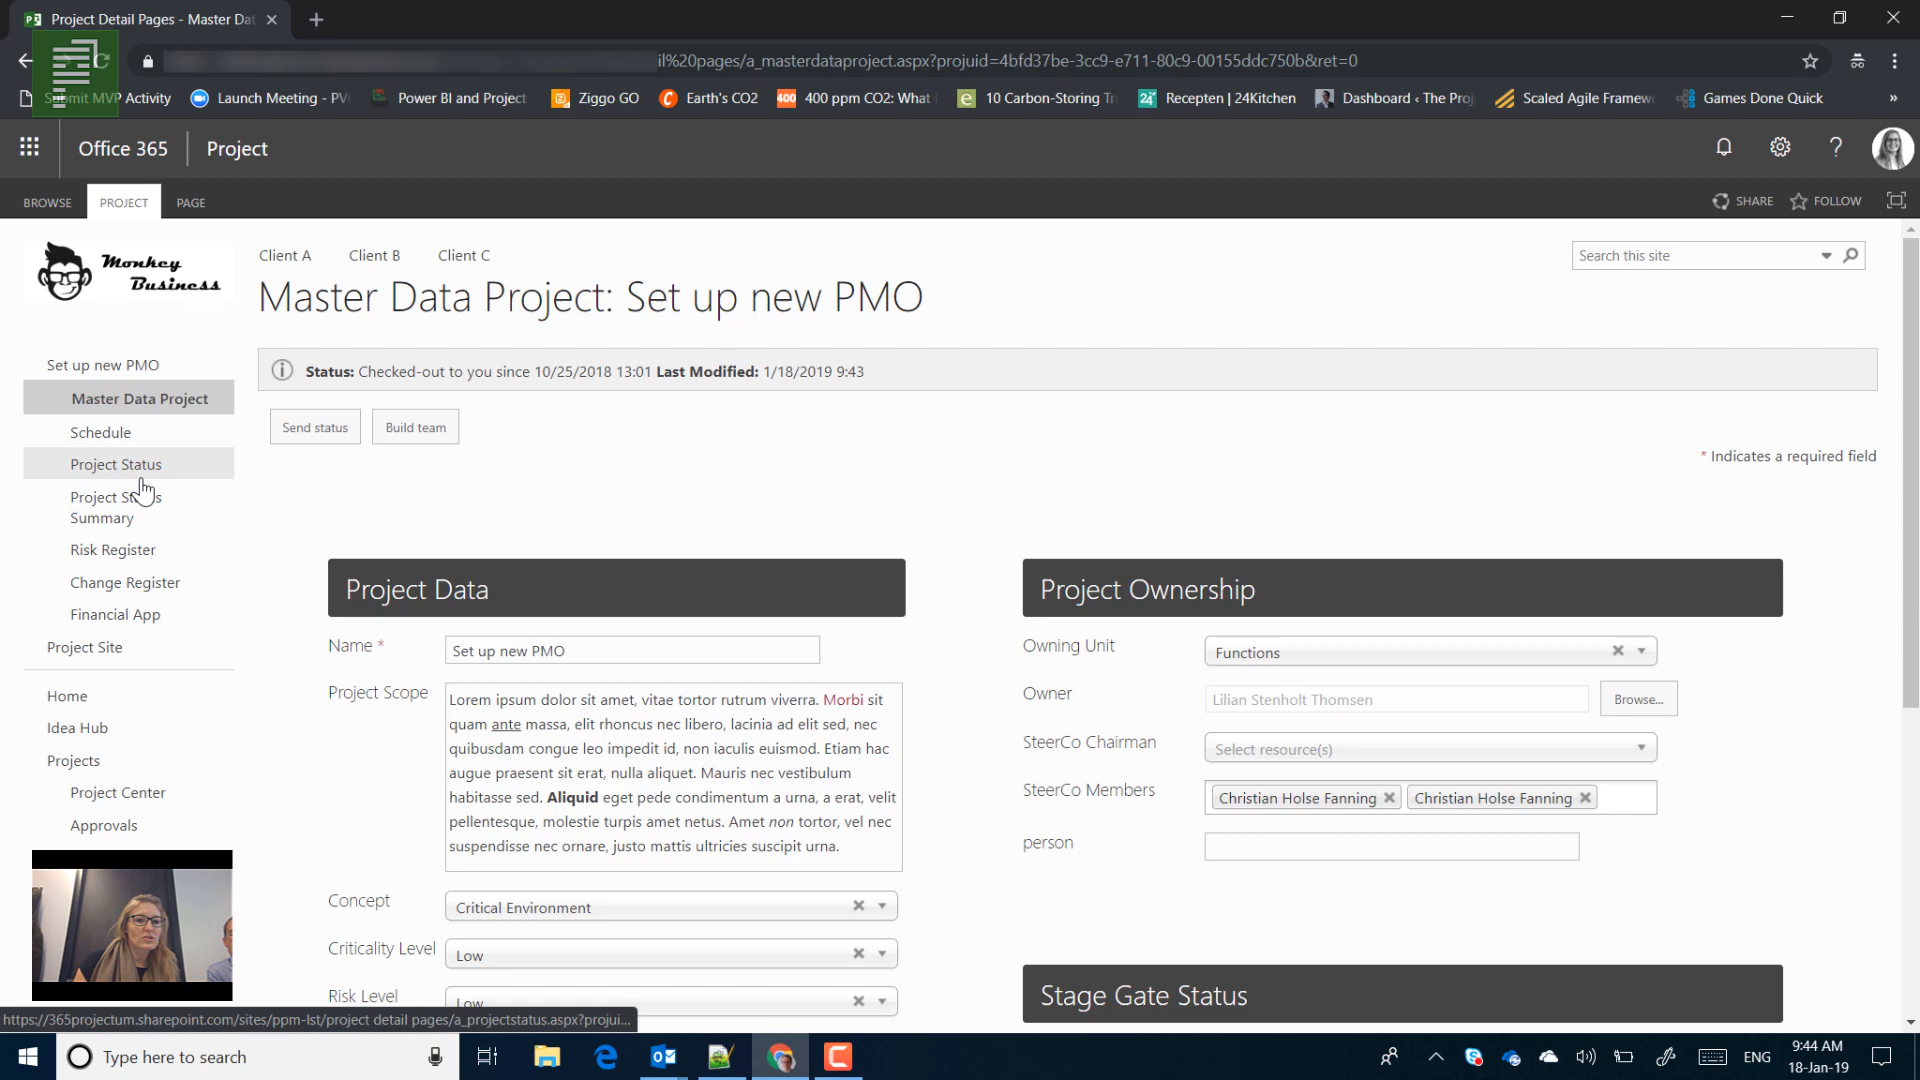 Project Detail Pages - Master Dat
il%20pages/a_masterdataproject.aspx?projuid=4bfd37be-3cc9-e711-80c9-00155ddc750b&ret=0
Submit MVP Activity
Launch Meeting - PV
Power BI and Project
Ziggo GO
Earth's CO2
400 ppm CO2: What
10 Carbon-Storing Tr
Recepten | 24Kitchen
Dashboard ‹ The Proj
Scaled Agile Framew
Games Done Quick
»
Office 365
Project
BROWSE
PROJECT
PAGE
SHARE
FOLLOW
Monkey
Business
Client A
Client B
Client C
Search this site
Master Data Project: Set up new PMO
Status: Checked-out to you since 10/25/2018 13:01 Last Modified: 1/18/2019 9:43
Send status
Build team
* Indicates a required field
Set up new PMO
Master Data Project
Schedule
Project Status
Project Status
Summary
Risk Register
Change Register
Financial App
Project Site
Home
Idea Hub
Projects
Project Center
Approvals
Project Data
Name *
Set up new PMO
Project Scope
Lorem ipsum dolor sit amet, vitae tortor rutrum viverra. Morbi sit
quam ante massa, elit rhoncus nec libero, lacinia ad elit sed, nec
quibusdam congue leo impedit id, non iaculis euismod. Etiam hac
augue praesent sit erat, nulla aliquet. Mauris nec vestibulum
habitasse sed. Aliquid eget pede condimentum a urna, a erat, velit
pellentesque, molestie turpis amet netus. Amet non tortor, vel nec
suspendisse nec ornare, justo mattis ultricies suscipit urna.
Concept
Critical Environment
Criticality Level
Low
Risk Level
Low
Project Ownership
Owning Unit
Functions
Owner
Lilian Stenholt Thomsen
Browse...
SteerCo Chairman
Select resource(s)
SteerCo Members
Christian Holse Fanning
Christian Holse Fanning
person
Stage Gate Status
https://365projectum.sharepoint.com/sites/ppm-lst/project detail pages/a_projectstatus.aspx?projui...
Type here to search
ENG
9:44 AM
18-Jan-19